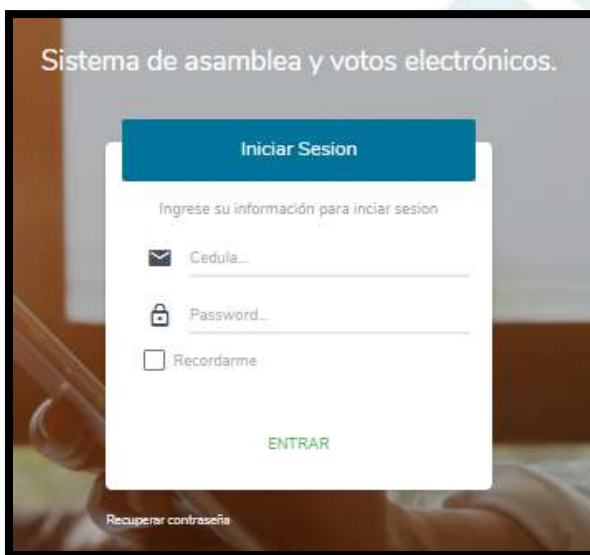 Sistema de asamblea y votos electrónicos.
Iniciar Sesion
Ingrese su información para inciar sesion
Cedula...
Password...
Recordarme
ENTRAR
Recuperar contraseña